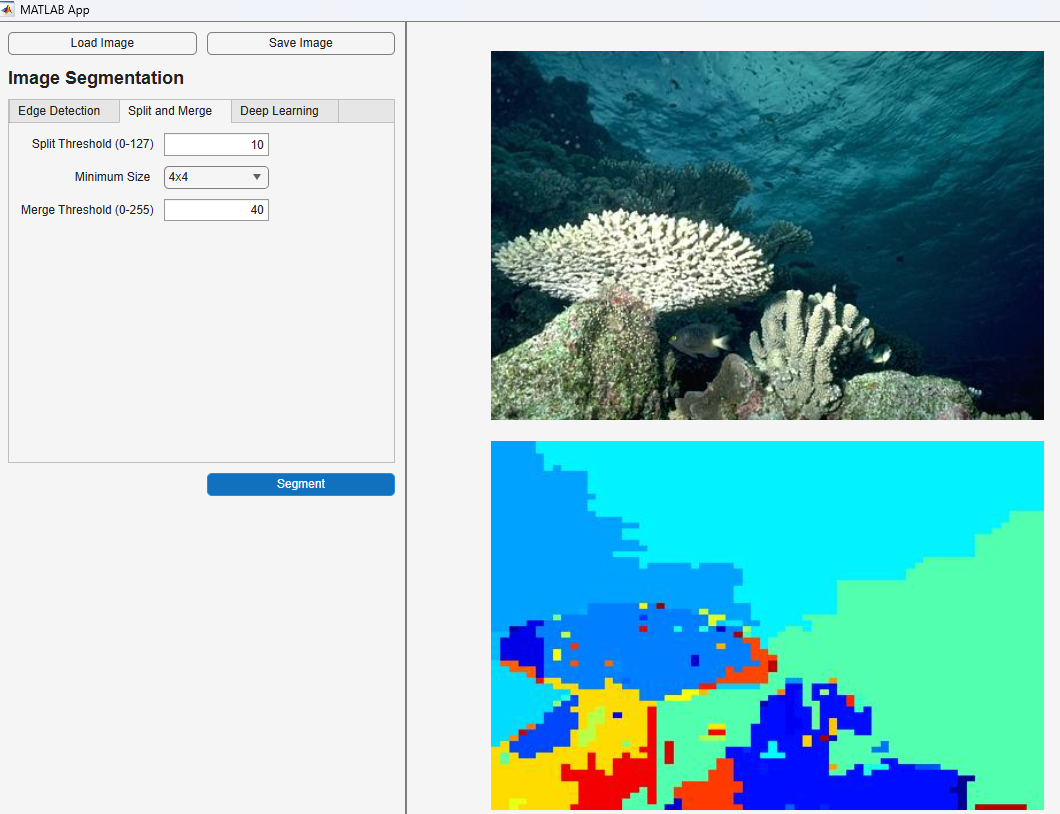 MATLAB App
Load Image
Save Image
Image Segmentation
Edge Detection
Split and Merge
Deep Learning
Split Threshold (0-127)
10
Minimum Size
4x4
Merge Threshold (0-255)
40
Segment